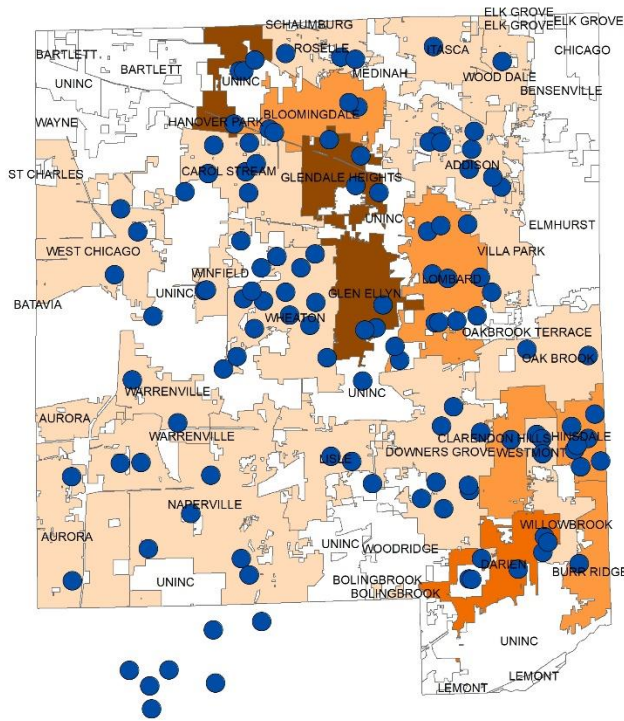 ELK GROVE
SCHAUMBURG
ELK GROVE
ELK GROVE
BARTLETT
ROSELLE
ITASCA
CHICAGO
BARTLETT
MEDINAH
UNINC
UNINC
WOOD DALE
BENSENVILLE
WAYNE
HANOVER PARK
BLOOMINGDALE
ADDISON
CAROL STREAM
ST CHARLES
GLENDALE HEIGHTS
UNINC
ELMHURST
WEST CHICAGO
VILLA PARK
WINFIELD
LOMBARD
UNINC
GLEN ELLYN
BATAVIA
WHEATON
OAKBROOK TERRACE
OAK BROOK
WARRENVILLE
UNINC
AURORA
WARRENVILLE
CLARENDON HILLS
HINSDALE
LISLE
DOWNERS GROVE
WESTMONT
NAPERVILLE
WILLOWBROOK
AURORA
WOODRIDGE
DARIEN
BURR RIDGE
UNINC
BOLINGBROOK
BOLINGBROOK
UNINC
LEMONT
LEMONT